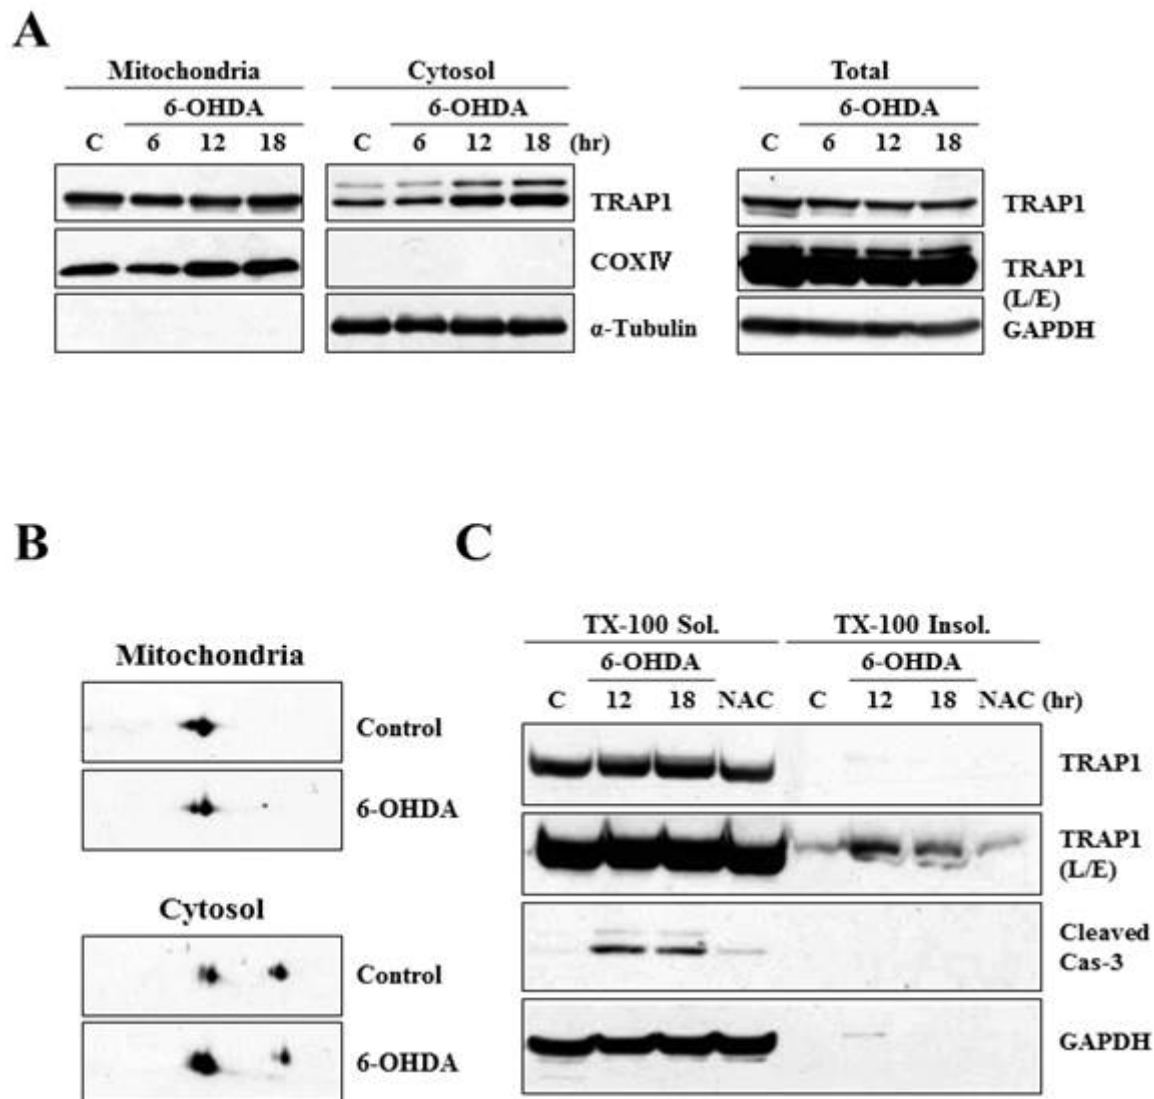 A
Mitochondria Cytosol Total
6-OHDA 6-OHDA 6-OHDA
C 6 12 18 C 6 12 18 (hr) C 6 12 18
TRAP1 TRAP1
COXⅣ TRAP1
(L/E)
α-Tubulin GAPDH
B C
TX-100 Sol. TX-100 Insol.
6-OHDA 6-OHDA
C 12 18 NAC C 12 18 NAC (hr)
Mitochondria
Control
6-OHDA
Cytosol
Control
6-OHDA
TRAP1
TRAP1
(L/E)
Cleaved
Cas-3
GAPDH